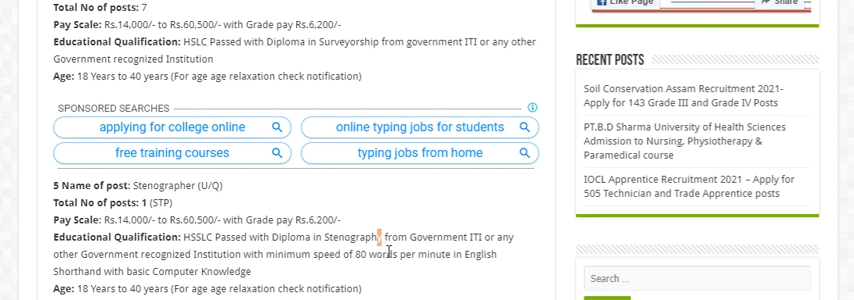 Total No of posts: 7
Pay Scale: Rs.14,000/- to Rs.60,500/- with Grade pay Rs.6,200/-
Educational Qualification: HSLC Passed with Diploma in Surveyorship from government ITI or any other
Government recognized Institution
Age: 18 Years to 40 years (For age age relaxation check notification)
SPONSORED SEARCHES
applying for college online
online typing jobs for students
free training courses
typing jobs from home
5 Name of post: Stenographer (U/Q)
Total No of posts: 1 (STP)
Pay Scale: Rs.14,000/- to Rs.60,500/- with Grade pay Rs.6,200/-
Educational Qualification: HSSLC Passed with Diploma in Stenography from Government ITI or any
other Government recognized Institution with minimum speed of 80 words per minute in English
Shorthand with basic Computer Knowledge
Age: 18 Years to 40 years (For age age relaxation check notification)
Like Page
Share
RECENT POSTS
Soil Conservation Assam Recruitment 2021-
Apply for 143 Grade III and Grade IV Posts
PT.B.D Sharma University of Health Sciences
Admission to Nursing, Physiotherapy &
Paramedical course
IOCL Apprentice Recruitment 2021 – Apply for
505 Technician and Trade Apprentice posts
Search ...